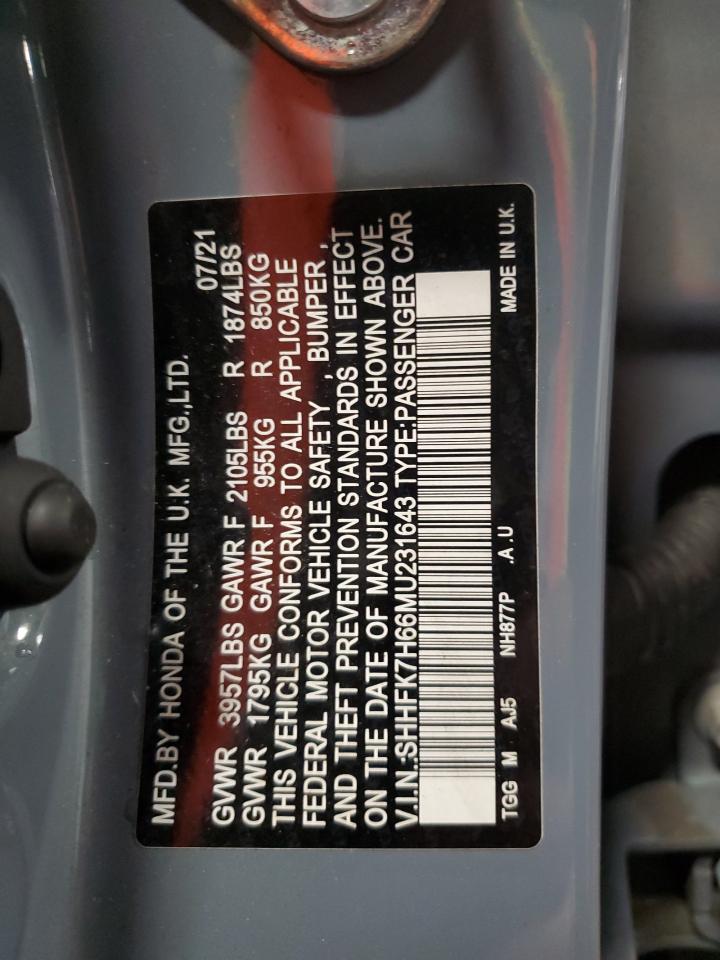 MFD.BY HONDA OF THE U.K. MFG.,LTD. 07/21
GVWR 3957LBS GAWR F 2105LBS R 1874LBS
GVWR 1795KG GAWR F 955KG R 850KG
THIS VEHICLE CONFORMS TO ALL APPLICABLE
FEDERAL MOTOR VEHICLE SAFETY , BUMPER ,
AND THEFT PREVENTION STANDARDS IN EFFECT
ON THE DATE OF MANUFACTURE SHOWN ABOVE.
V.I.N.:SHHFK7H66MU231643 TYPE:PASSENGER CAR
TGG M AJ5 NH877P .A .U MADE IN U.K.